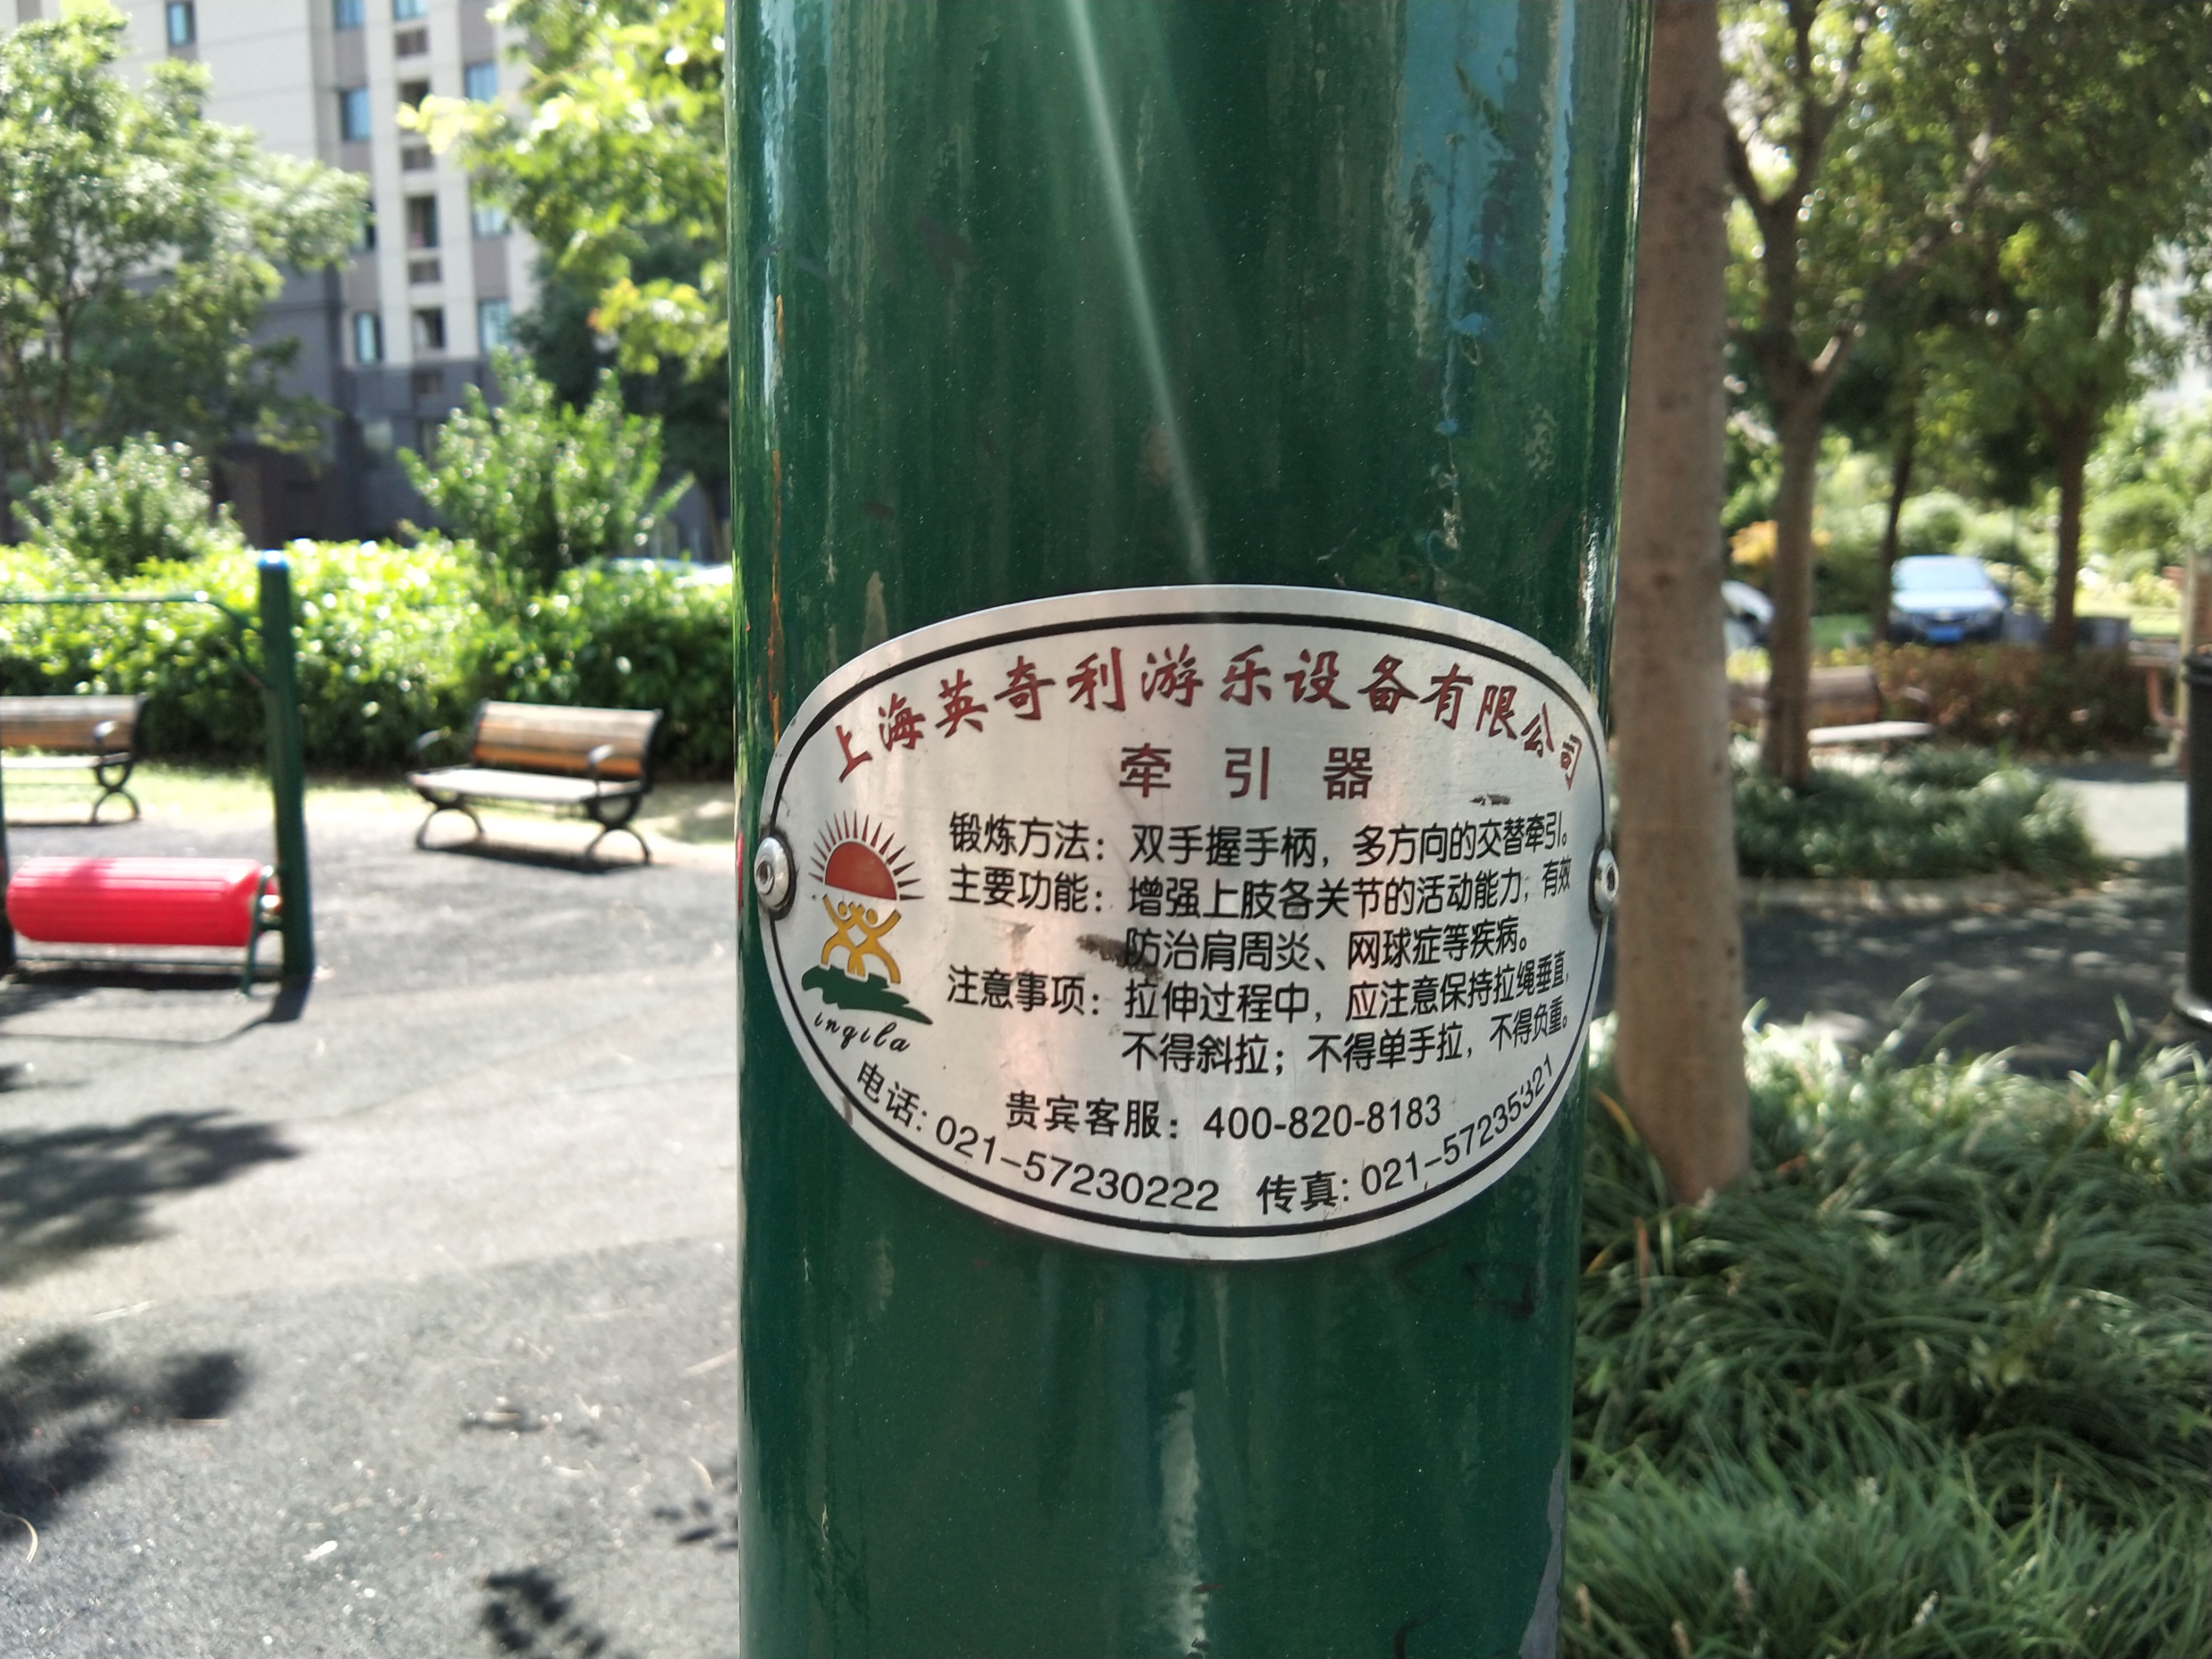 上海英奇利游乐设备有限公司
牵引器
锻炼方法：双手握手柄，多方向的交替牵引。
主要功能：增强上肢各关节的活动能力，有效
防治肩周炎、网球症等疾病。
注意事项：拉伸过程中，应注意保持拉绳垂直，
不得斜拉；不得单手拉，不得负重。
inqila
贵宾客服：400-820-8183
电话：021-57230222 传真：021-57235321